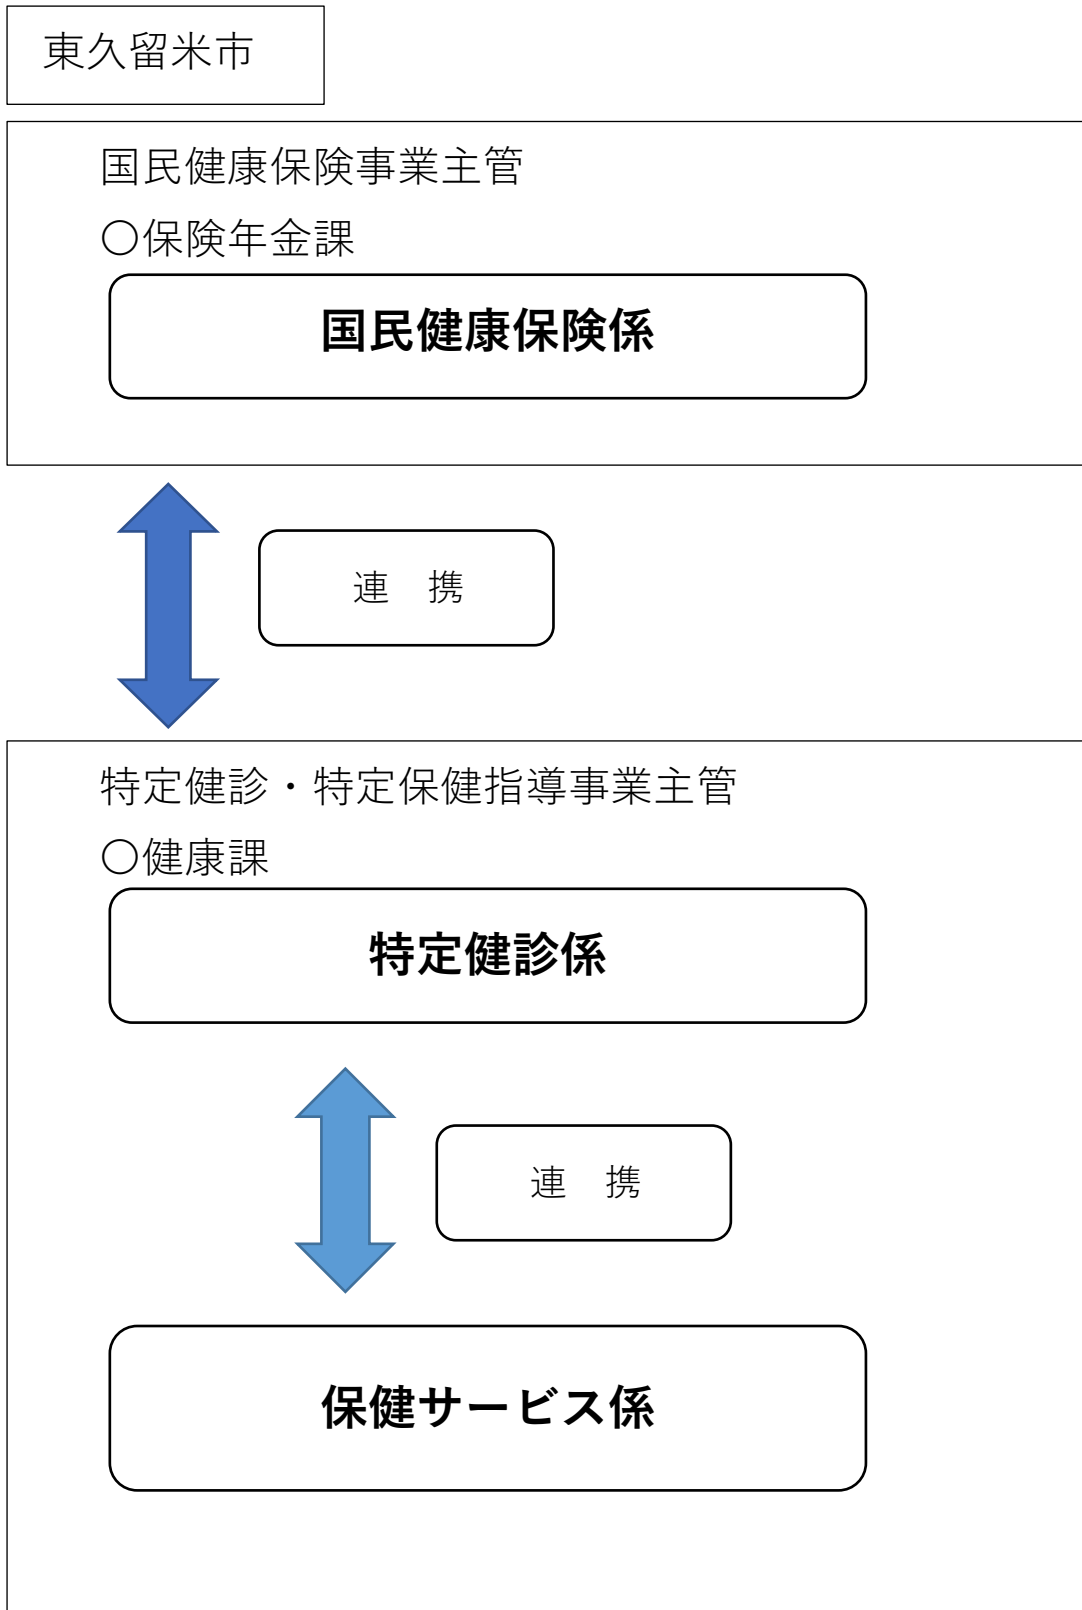 東久留米市
国民健康保険事業主管
〇保険年金課
国民健康保険係
連　携
特定健診・特定保健指導事業主管
〇健康課
特定健診係
連　携
保健サービス係